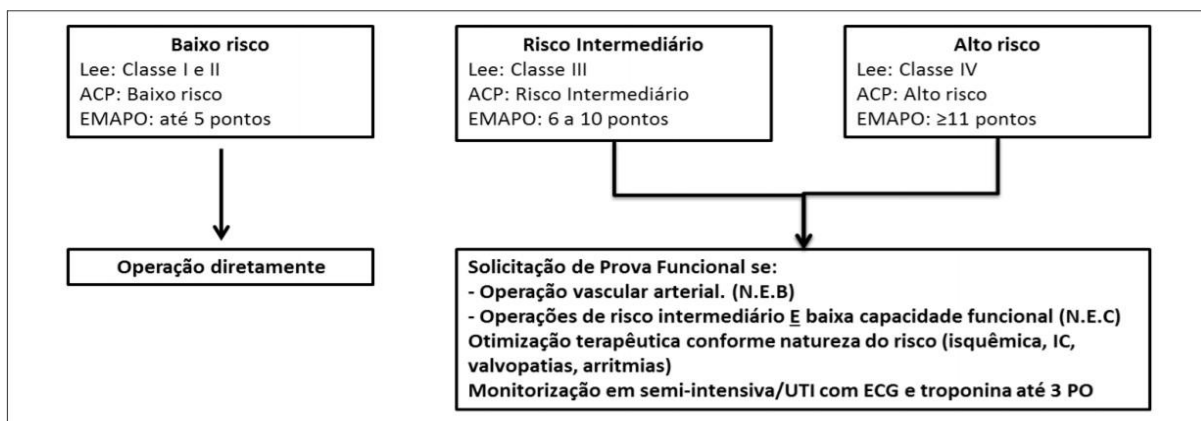 Baixo risco
Lee: Classe I e II
ACP: Baixo risco
EMAPO: até 5 pontos
Risco Intermediário
Lee: Classe III
ACP: Risco Intermediário
EMAPO: 6 a 10 pontos
Alto risco
Lee: Classe IV
ACP: Alto risco
EMAPO: ≥11 pontos
Operação diretamente
Solicitação de Prova Funcional se:
- Operação vascular arterial. (N.E.B)
- Operações de risco intermediário E baixa capacidade funcional (N.E.C)
Otimização terapêutica conforme natureza do risco (isquêmica, IC,
valvopatias, arritmias)
Monitorização em semi-intensiva/UTI com ECG e troponina até 3 PO